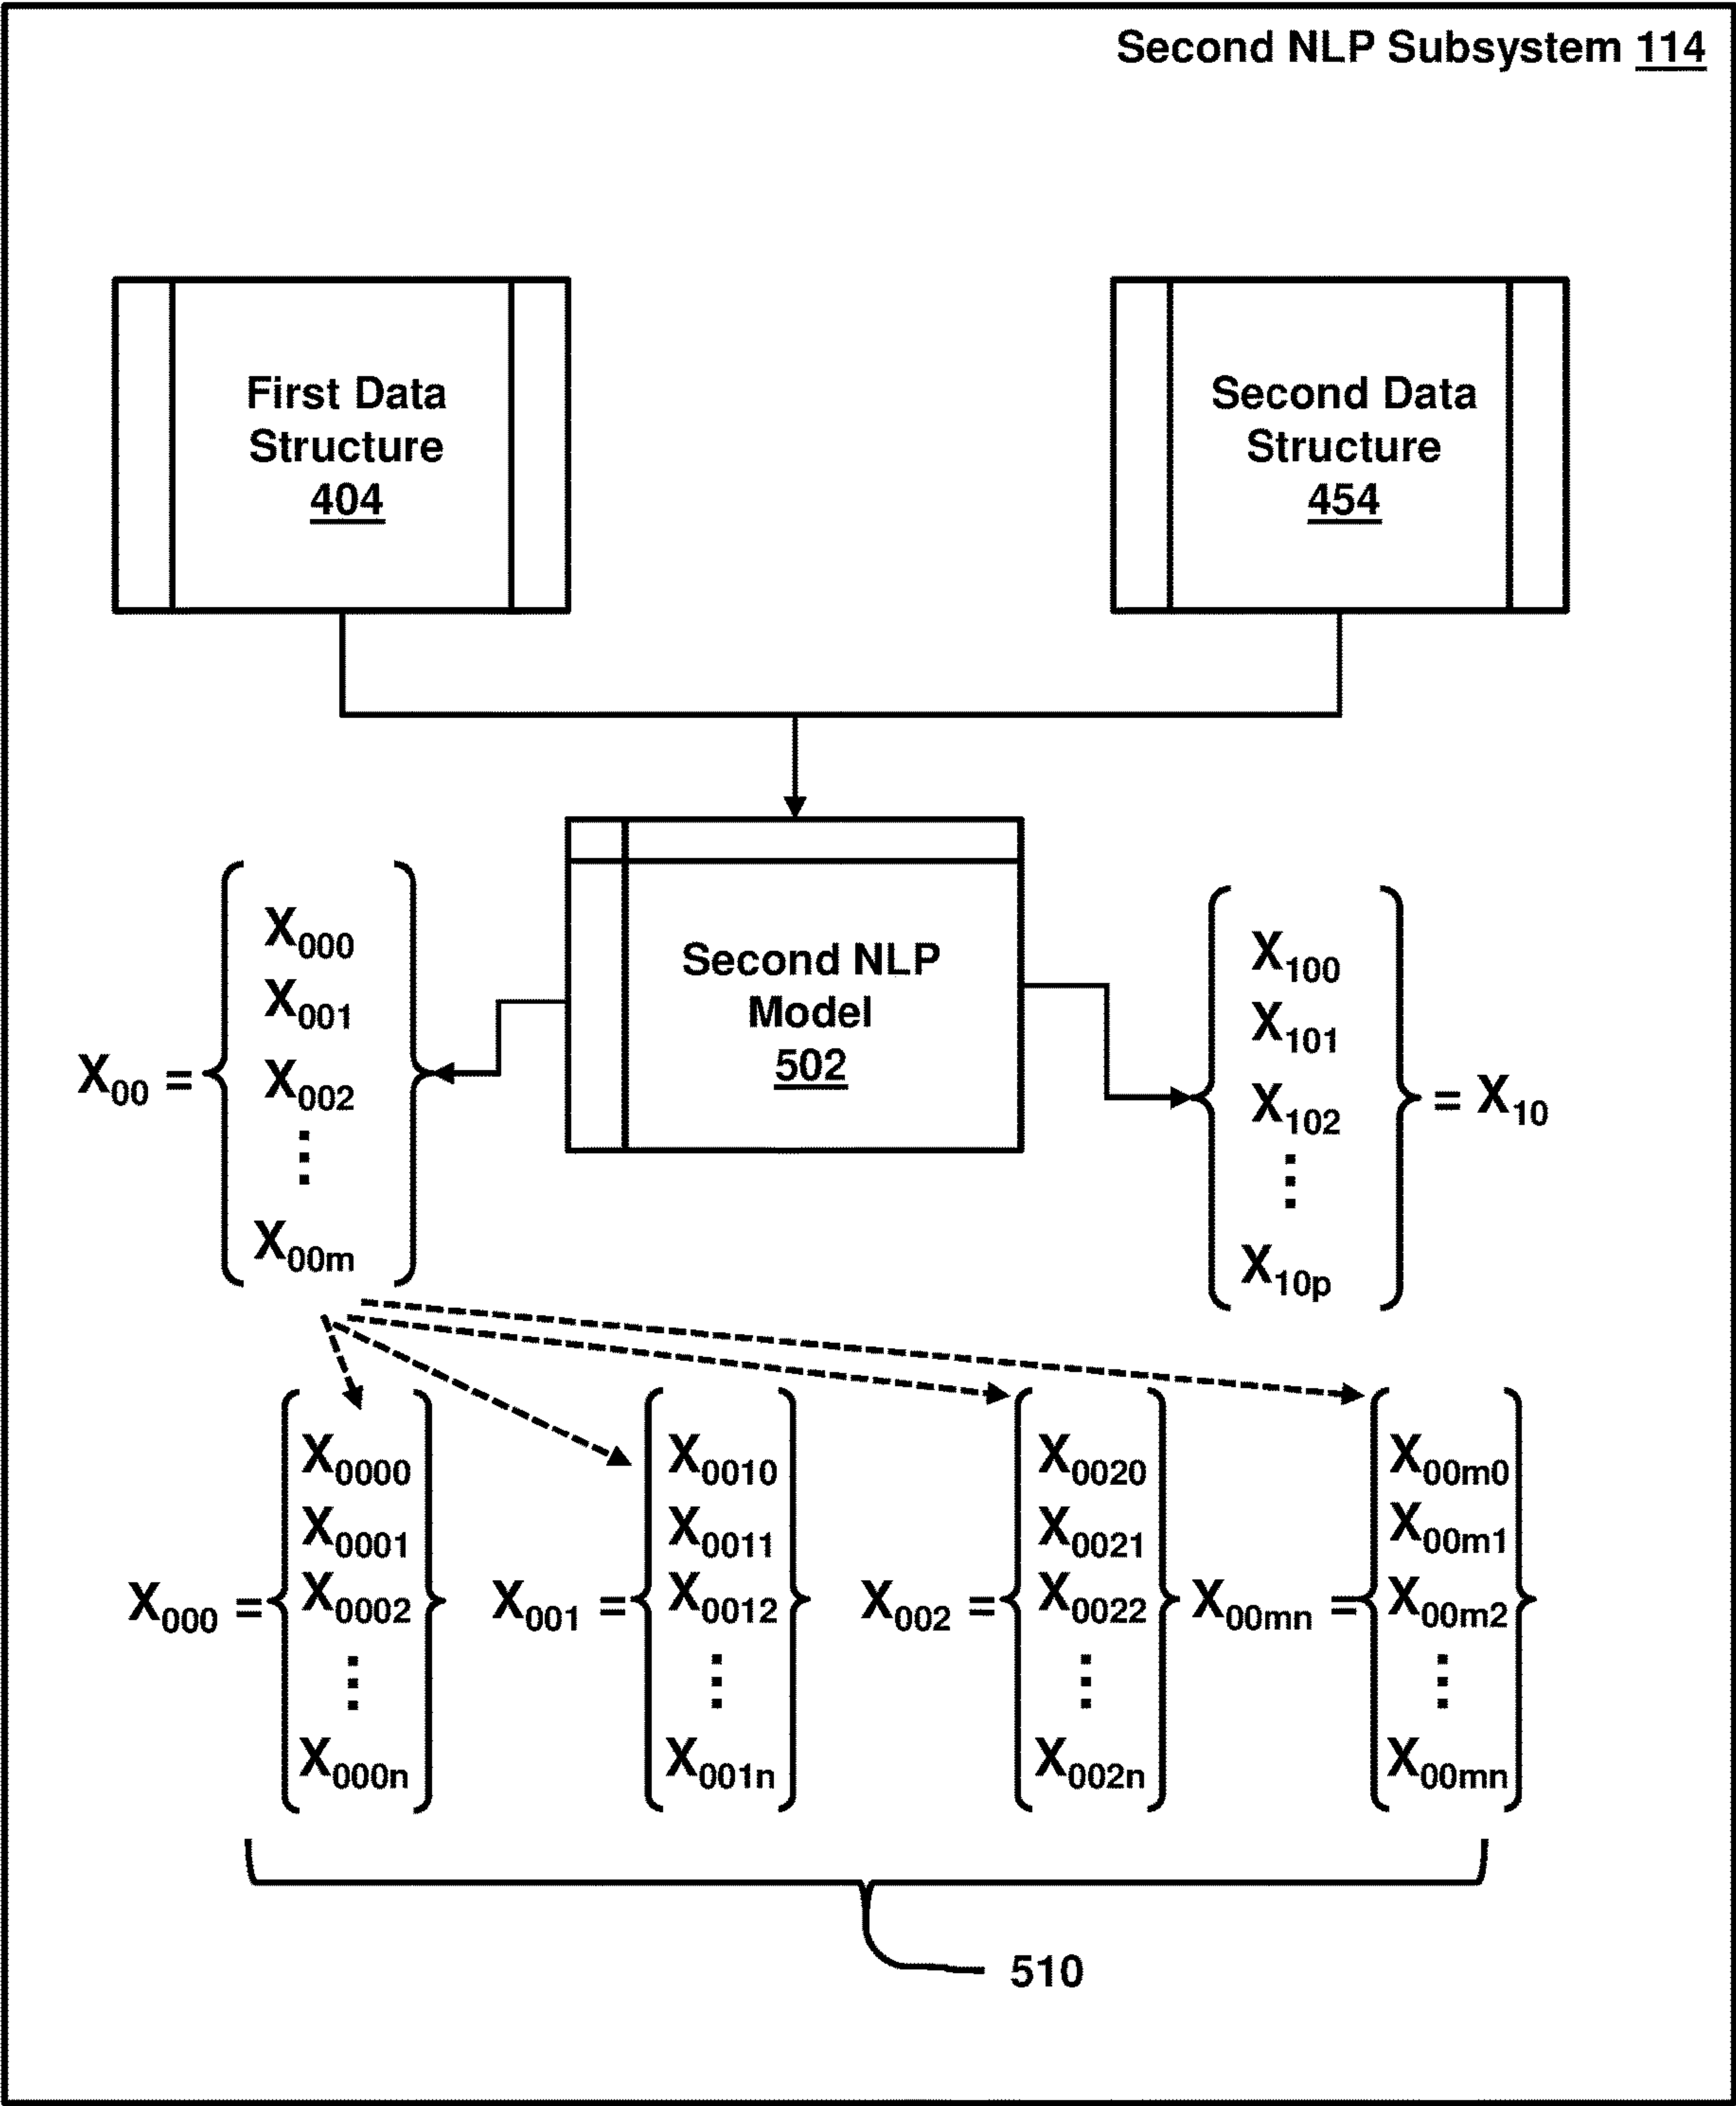 Second NLP Subsystem 114
First Data
Structure
404
Second Data
Structure
454
Second NLP
Model
502
X00 =
X000
X001
X002
⋮
X00m
X100
X101
X102
⋮
X10p
= X10
X000 =
X0000
X0001
X0002
⋮
X000n
X001 =
X0010
X0011
X0012
⋮
X001n
X002 =
X0020
X0021
X0022
⋮
X002n
X00mn =
X00m0
X00m1
X00m2
⋮
X00mn
510